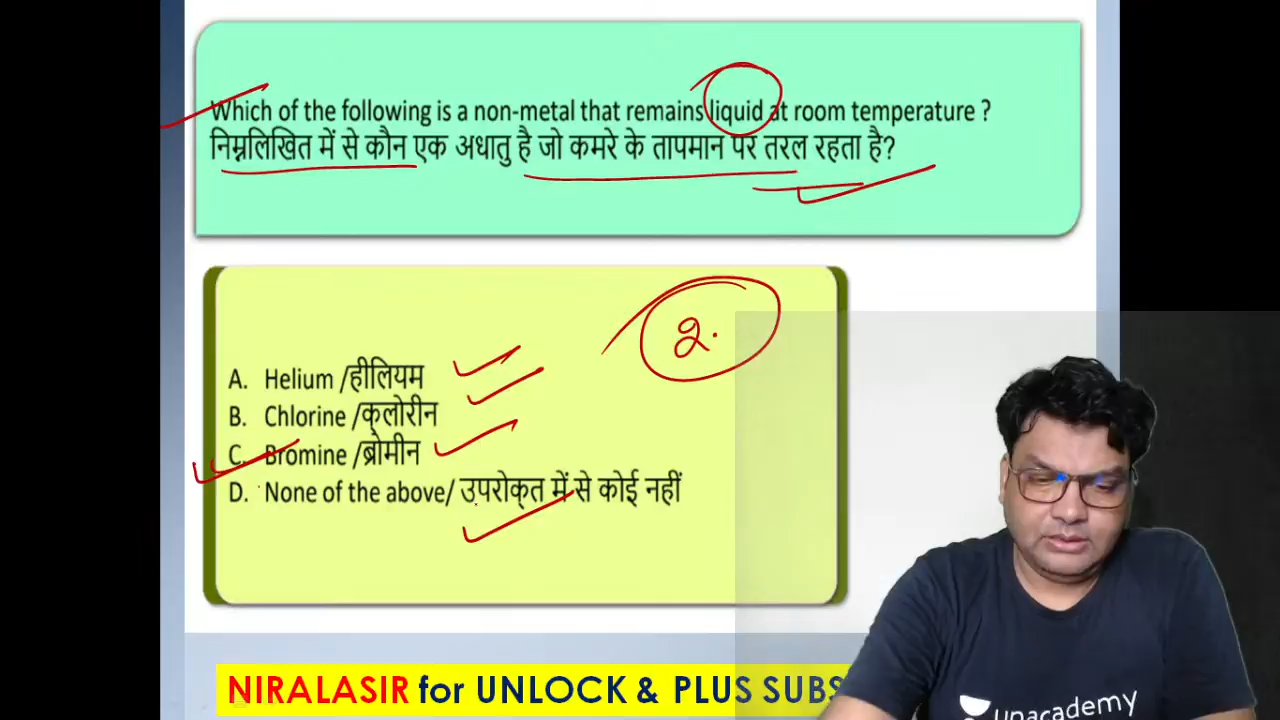 Which of the following is a non-metal that remains liquid at room temperature ?
निम्नलिखित में से कौन एक अधातु है जो कमरे के तापमान पर तरल रहता है?
2.
A. Helium /हीलियम
B. Chlorine /क्लोरीन
C. Bromine /ब्रोमीन
D. None of the above/ उपरोक्त में से कोई नहीं
NIRALASIR for UNLOCK & PLUS SUBS
unacademy